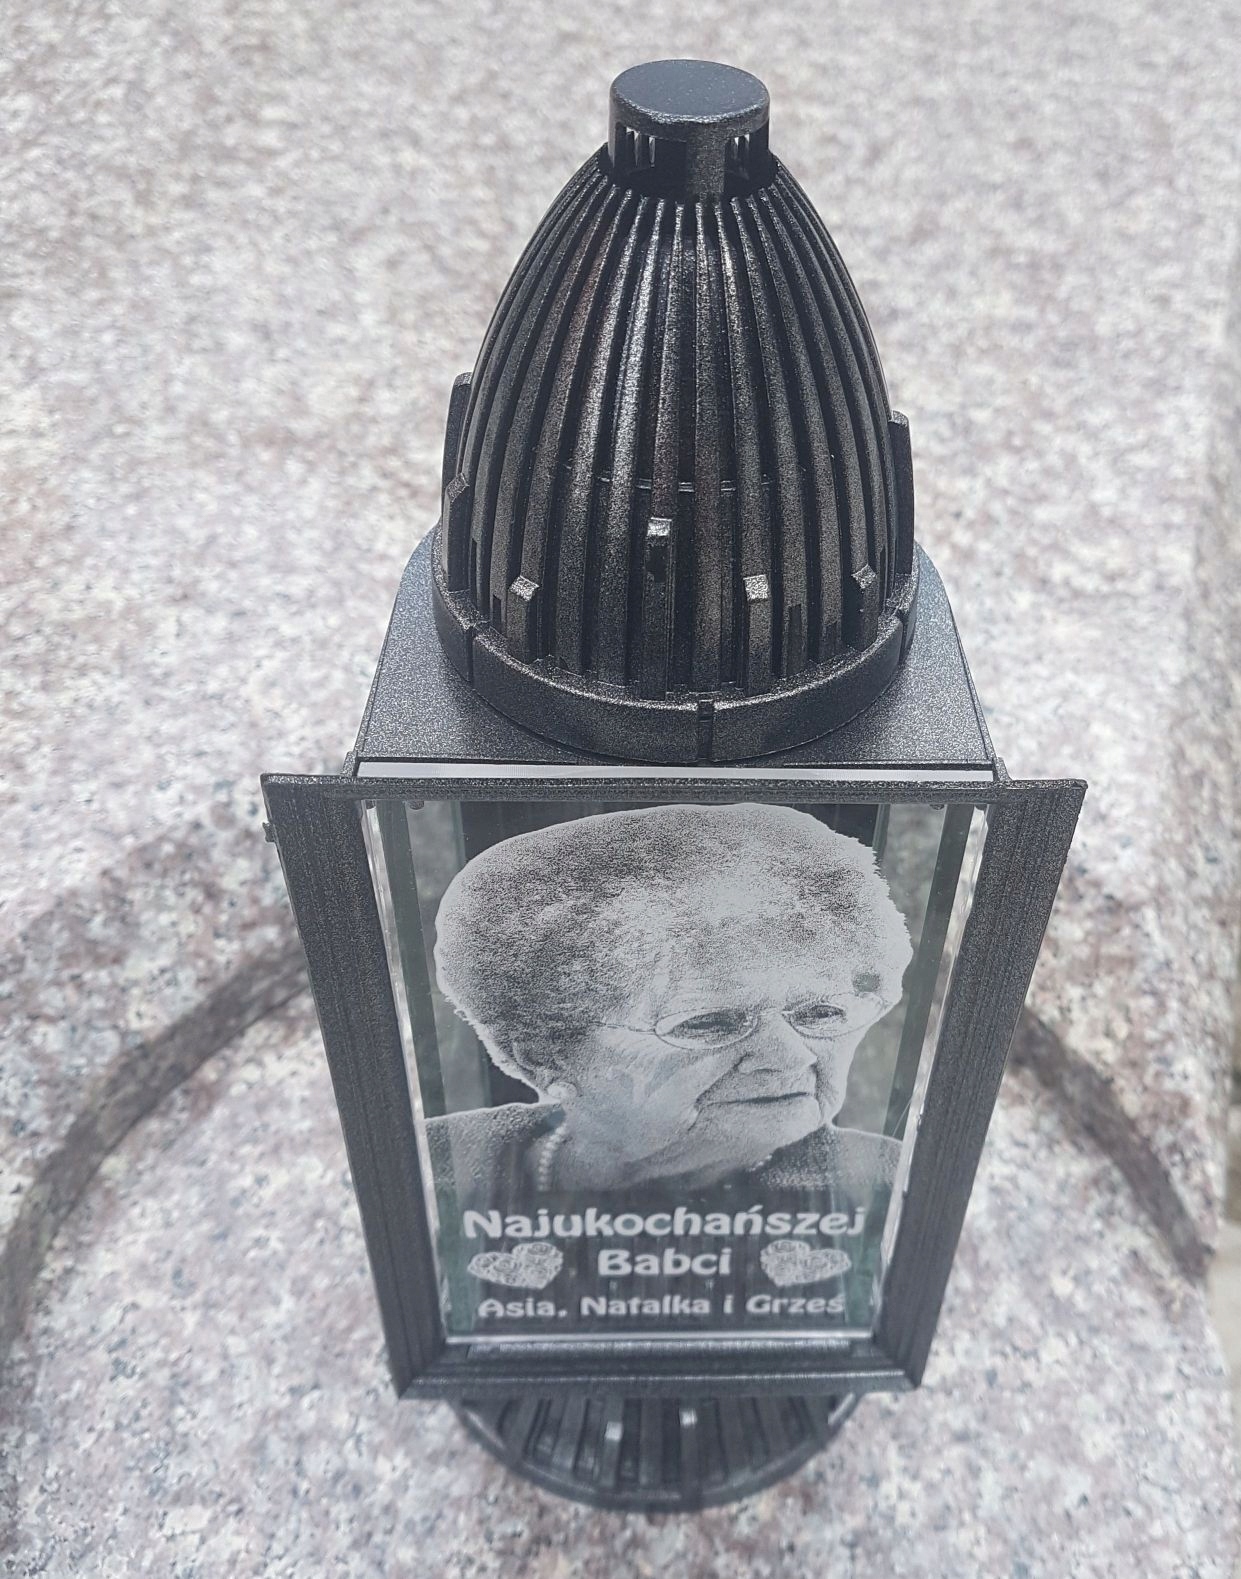 Najukochańszej
Babci
Asia, Natalka i Grześ